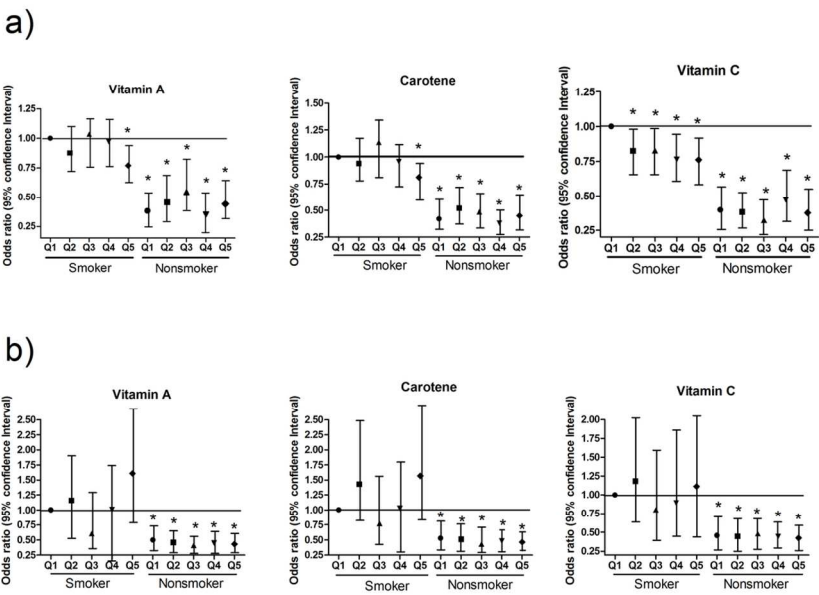 a)
Vitamin A
Odds ratio (95% confidence Interval)
1.25
1.00
0.75
0.50
0.25
* * * * * *
Q1 Q2 Q3 Q4 Q5 Q1 Q2 Q3 Q4 Q5
Smoker Nonsmoker
Carotene
Odds ratio (95% confidence Interval)
1.50
1.25
1.00
0.75
0.50
0.25
* * * * * *
Q1 Q2 Q3 Q4 Q5 Q1 Q2 Q3 Q4 Q5
Smoker Nonsmoker
Vitamin C
Odds ratio (95% confidence Interval)
1.25
1.00
0.75
0.50
0.25
* * * * * * * * *
Q1 Q2 Q3 Q4 Q5 Q1 Q2 Q3 Q4 Q5
Smoker Nonsmoker
b)
Vitamin A
Odds ratio (95% confidence Interval)
2.50
2.25
2.00
1.75
1.50
1.25
1.00
0.75
0.50
0.25
* * * * *
Q1 Q2 Q3 Q4 Q5 Q1 Q2 Q3 Q4 Q5
Smoker Nonsmoker
Carotene
Odds ratio (95% confidence Interval)
2.50
2.25
2.00
1.75
1.50
1.25
1.00
0.75
0.50
0.25
* * * * *
Q1 Q2 Q3 Q4 Q5 Q1 Q2 Q3 Q4 Q5
Smoker Nonsmoker
Vitamin C
Odds ratio (95% confidence Interval)
2.00
1.75
1.50
1.25
1.00
0.75
0.50
0.25
* * * * *
Q1 Q2 Q3 Q4 Q5 Q1 Q2 Q3 Q4 Q5
Smoker Nonsmoker